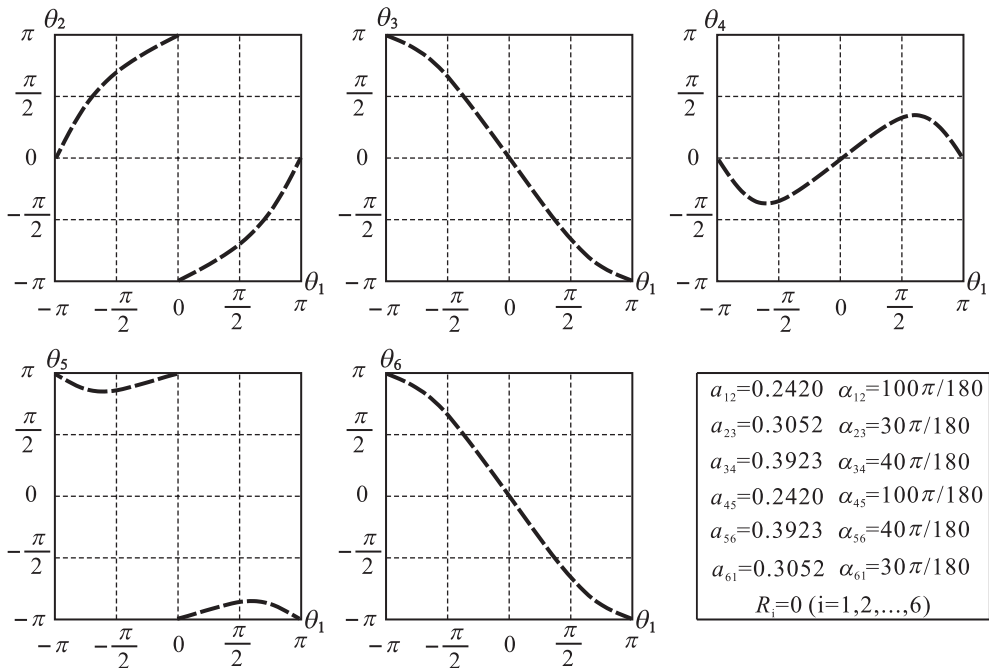 θ2 θ3 θ4
π π π
π/2 π/2 π/2
0 0 0
−π/2 −π/2 −π/2
−π θ1 −π θ1 −π θ1
−π −π/2 0 π/2 π −π −π/2 0 π/2 π −π −π/2 0 π/2 π
θ5 θ6
π π
π/2 π/2
0 0
−π/2 −π/2
−π θ1 −π θ1
−π −π/2 0 π/2 π −π −π/2 0 π/2 π
a12=0.2420 α12=100π/180
a23=0.3052 α23=30π/180
a34=0.3923 α34=40π/180
a45=0.2420 α45=100π/180
a56=0.3923 α56=40π/180
a61=0.3052 α61=30π/180
Ri=0 (i=1,2,...,6)